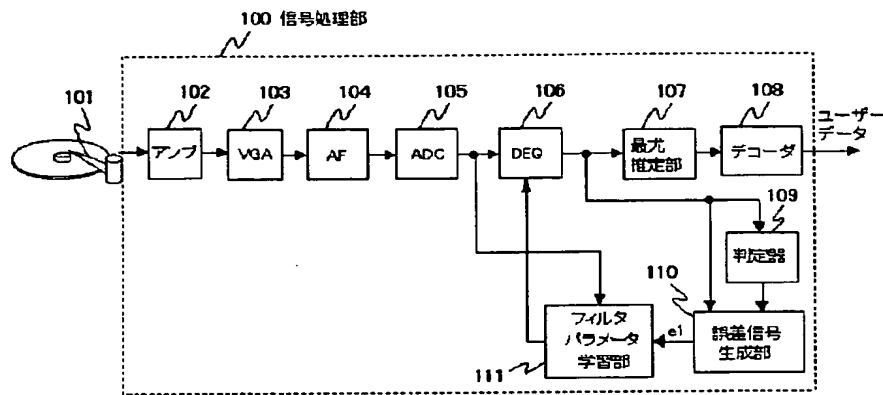 100 信号処理部
101
102
103
104
105
106
107
108
アンプ
VGA
AF
ADC
DEQ
最尤
推定部
デコーダ
ユーザー
データ
109
判定器
110
誤差信号
生成部
e1
フィルタ
パラメータ
学習部
111